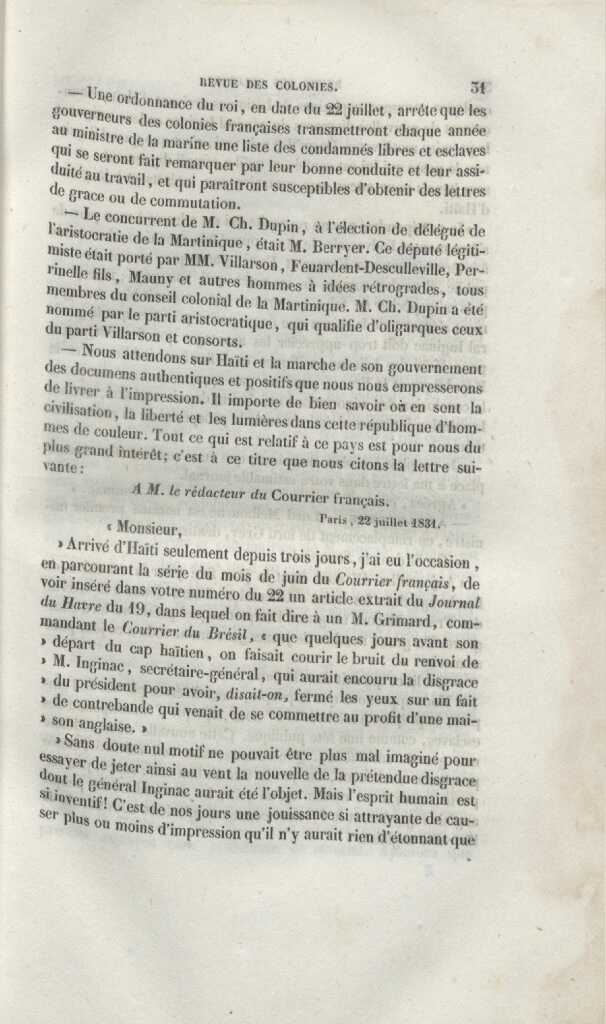 REVUE DES COLONIES. 31
— Une ordonnance du roi, en date du 22 juillet, arrête que les
gouverneurs des colonies françaises transmettront chaque année
au ministre de la marine une liste des condamnés libres et esclaves
qui se seront fait remarquer par leur bonne conduite et leur assi-
duité au travail, et qui paraîtront susceptibles d'obtenir des lettres
de grace ou de commutation.
— Le concurrent de M. Ch. Dupin, à l'élection de délégué de
l'aristocratie de la Martinique, était M. Berryer. Ce député légiti-
miste était porté par MM. Villarson, Feuardent-Desculleville, Per-
rinelle fils, Mauny et autres hommes à idées rétrogrades, tous
membres du conseil colonial de la Martinique. M. Ch. Dupin a été
nommé par le parti aristocratique, qui qualifie d'oligarques ceux
du parti Villarson et consorts.
— Nous attendons sur Haïti et la marche de son gouvernement
des documens authentiques et positifs que nous nous empresserons
de livrer à l'impression. Il importe de bien savoir où en sont la
civilisation, la liberté et les lumières dans cette république d'hom-
mes de couleur. Tout ce qui est relatif à ce pays est pour nous du
plus grand intérêt; c'est à ce titre que nous citons la lettre sui-
vante:
A M. le rédacteur du Courrier français.
Paris, 22 juillet 1834.
« Monsieur,
» Arrivé d'Haïti seulement depuis trois jours, j'ai eu l'occasion,
en parcourant la série du mois de juin du Courrier français, de
voir inséré dans votre numéro du 22 un article extrait du Journal
du Havre du 19, dans lequel on fait dire à un M. Grimard, com-
mandant le Courrier du Brésil, « que quelques jours avant son
» départ du cap haïtien, on faisait courir le bruit du renvoi de
» M. Inginac, secrétaire-général, qui aurait encouru la disgrace
» du président pour avoir, disait-on, fermé les yeux sur un fait
» de contrebande qui venait de se commettre au profit d'une mai-
» son anglaise. »
» Sans doute nul motif ne pouvait être plus mal imaginé pour
essayer de jeter ainsi au vent la nouvelle de la prétendue disgrace
dont le général Inginac aurait été l'objet. Mais l'esprit humain est
si inventif! C'est de nos jours une jouissance si attrayante de cau-
ser plus ou moins d'impression qu'il n'y aurait rien d'étonnant que